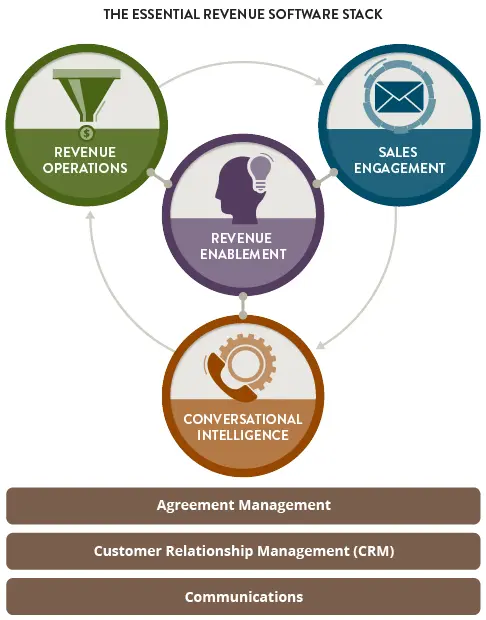 THE ESSENTIAL REVENUE SOFTWARE STACK
$
REVENUE
OPERATIONS
SALES
ENGAGEMENT
REVENUE
ENABLEMENT
CONVERSATIONAL
INTELLIGENCE
Agreement Management
Customer Relationship Management (CRM)
Communications